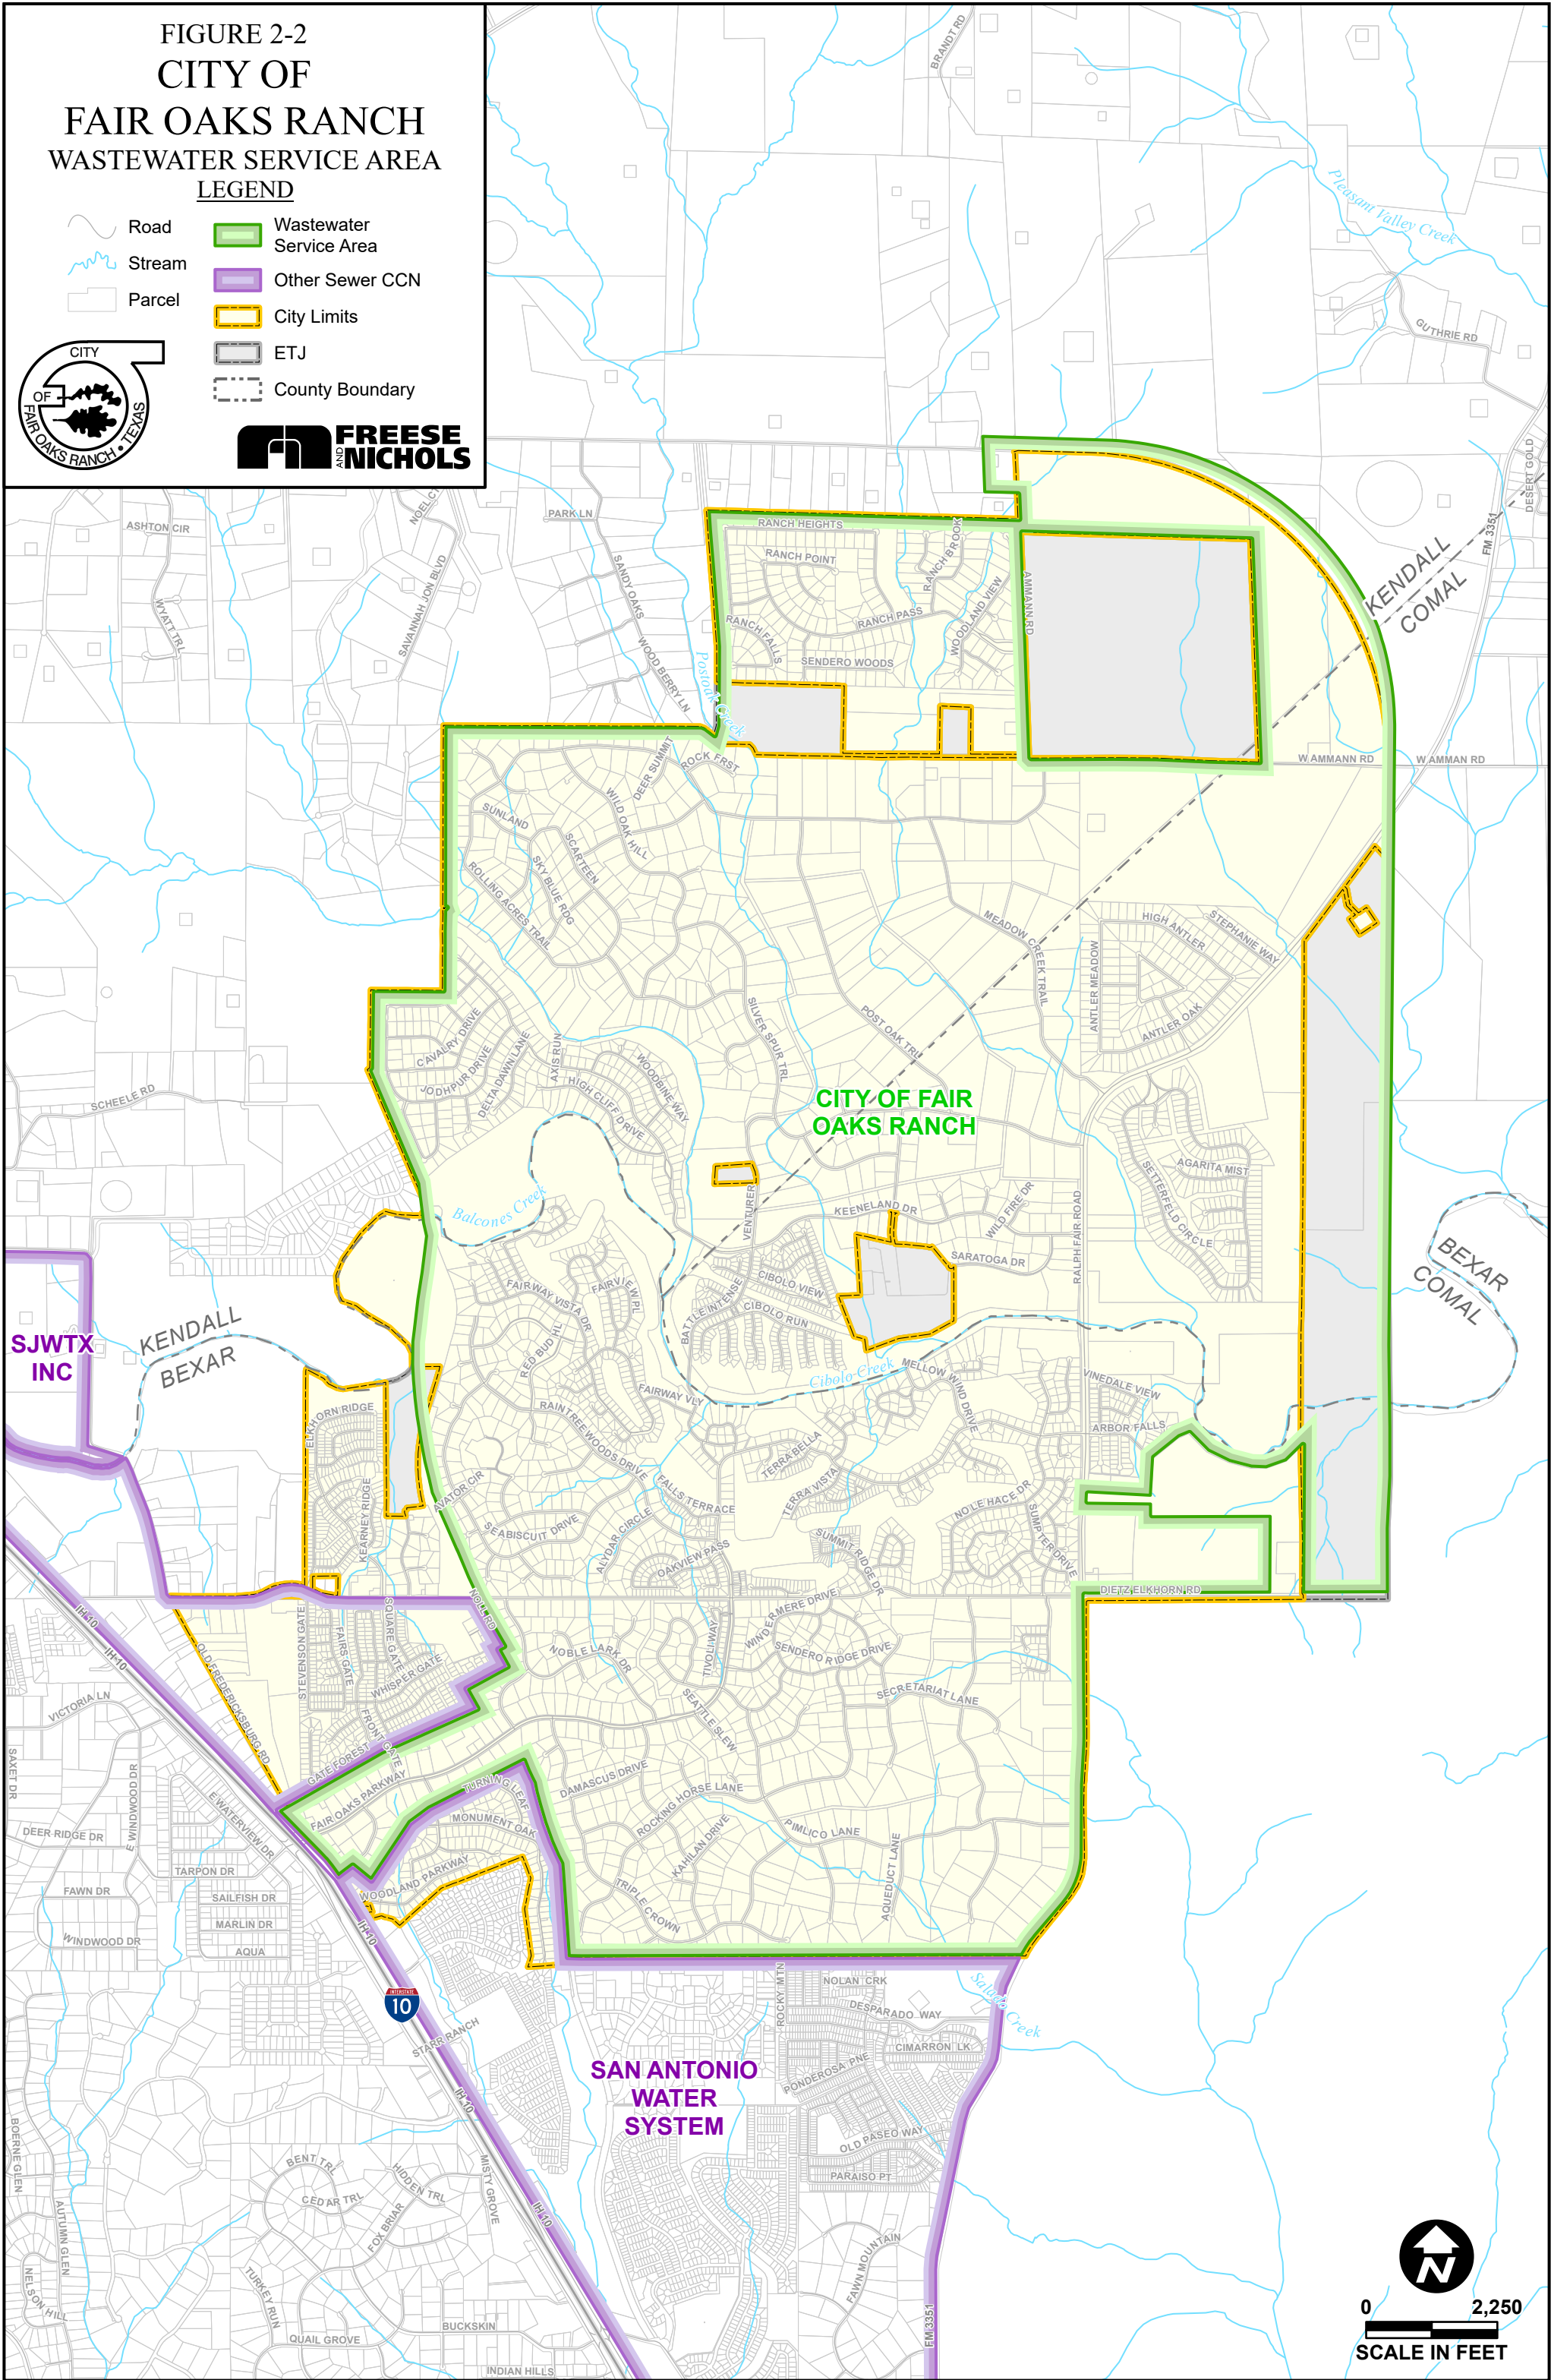 FIGURE 2-2
CITY OF
FAIR OAKS RANCH
WASTEWATER SERVICE AREA
LEGEND
Road
Stream
Parcel
Wastewater
Service Area
Other Sewer CCN
City Limits
ETJ
County Boundary
CITY
OF
FAIR OAKS RANCH • TEXAS
FREESE
AND
NICHOLS
BRANDT RD
Pleasant Valley Creek
GUTHRIE RD
DESERT GOLD
FM 3351
KENDALL
COMAL
ASHTON CIR
NOEL C
PARK LN
SANDY OAKS
WYATT TRL
SAVANNAH JON BLVD
WOOD BERRY LN
Postoak Creek
RANCH HEIGHTS
RANCH POINT
RANCH BROOK
RANCH PASS
RANCH FALLS
WOODLAND VIEW
SENDERO WOODS
AMMANN RD
W AMMANN RD
W AMMAN RD
DEER SUMMIT
ROCK FRST
SUNLAND
WILD OAK HILL
SCARTEEN
SKY BLUE RDG
ROLLING ACRES TRAIL
MEADOW CREEK TRAIL
HIGH ANTLER
STEPHANIE WAY
ANTLER MEADOW
ANTLER OAK
SILVER SPUR TRL
POST OAK TRL
CAVALRY DRIVE
JODHPUR DRIVE
DELTA DAWN LANE
AXIS RUN
HIGH CLIFF DRIVE
WOODBINE WAY
SCHEELE RD
CITY OF FAIR
OAKS RANCH
AGARITA MIST
SETTERFELD CIRCLE
Balcones Creek
VENTURER
KEENELAND DR
WILD FIRE DR
SARATOGA DR
RALPH FAIR ROAD
BEXAR
COMAL
FAIRWAY VISTA DR
FAIRVIEW PL
RED BUD HL
BATTLE INTENSE
CIBOLO VIEW
CIBOLO RUN
SJWTX
INC
KENDALL
BEXAR
Cibolo Creek
FAIRWAY VLY
MELLOW WIND DRIVE
VINEDALE VIEW
ARBOR FALLS
ELKHORN RIDGE
KEARNEY RIDGE
RAINTREE WOODS DRIVE
TERRA BELLA
TERRA VISTA
AVATOR CIR
SEABISCUIT DRIVE
ALYDAR CIRCLE
FALLS TERRACE
OAKVIEW PASS
SUMMIT RIDGE DR
NO LE HACE DR
SUMPTER DRIVE
DIETZ ELKHORN RD
NOLL RD
IH 10
IH-10
OLD FREDERICKSBURG RD
STEVENSON GATE
FAIRS GATE
SQUARE GATE
WHISPER GATE
FRONT GATE
GATE FOREST
NOBLE LARK DR
TIVOLI WAY
WINDERMERE DRIVE
SENDERO RIDGE DRIVE
SEATTLE SLEW
SECRETARIAT LANE
VICTORIA LN
SAXET DR
E WINDWOOD DR
E WATERVIEW DR
DEER RIDGE DR
FAIR OAKS PARKWAY
TURNING LEAF
MONUMENT OAK
WOODLAND PARKWAY
DAMASCUS DRIVE
ROCKING HORSE LANE
KAHILAN DRIVE
PIMLICO LANE
AQUEDUCT LANE
TRIPLE CROWN
TARPON DR
FAWN DR
SAILFISH DR
MARLIN DR
WINDWOOD DR
AQUA
IH-10
INTERSTATE
10
STARR RANCH
IH-10
ROCKY MTN
NOLAN CRK
DESPARADO WAY
CIMARRON LK
Salado Creek
PONDEROSA PNE
SAN ANTONIO
WATER
SYSTEM
OLD PASEO WAY
PARAISO PT
BOERNE GLEN
AUTUMN GLEN
NELSON HILL
BENT TRL
CEDAR TRL
HIDDEN TRL
FOX BRIAR
MISTY GROVE
IH-10
TURKEY RUN
QUAIL GROVE
BUCKSKIN
INDIAN HILLS
FAWN MOUNTAIN
FM 3351
N
0 2,250
SCALE IN FEET